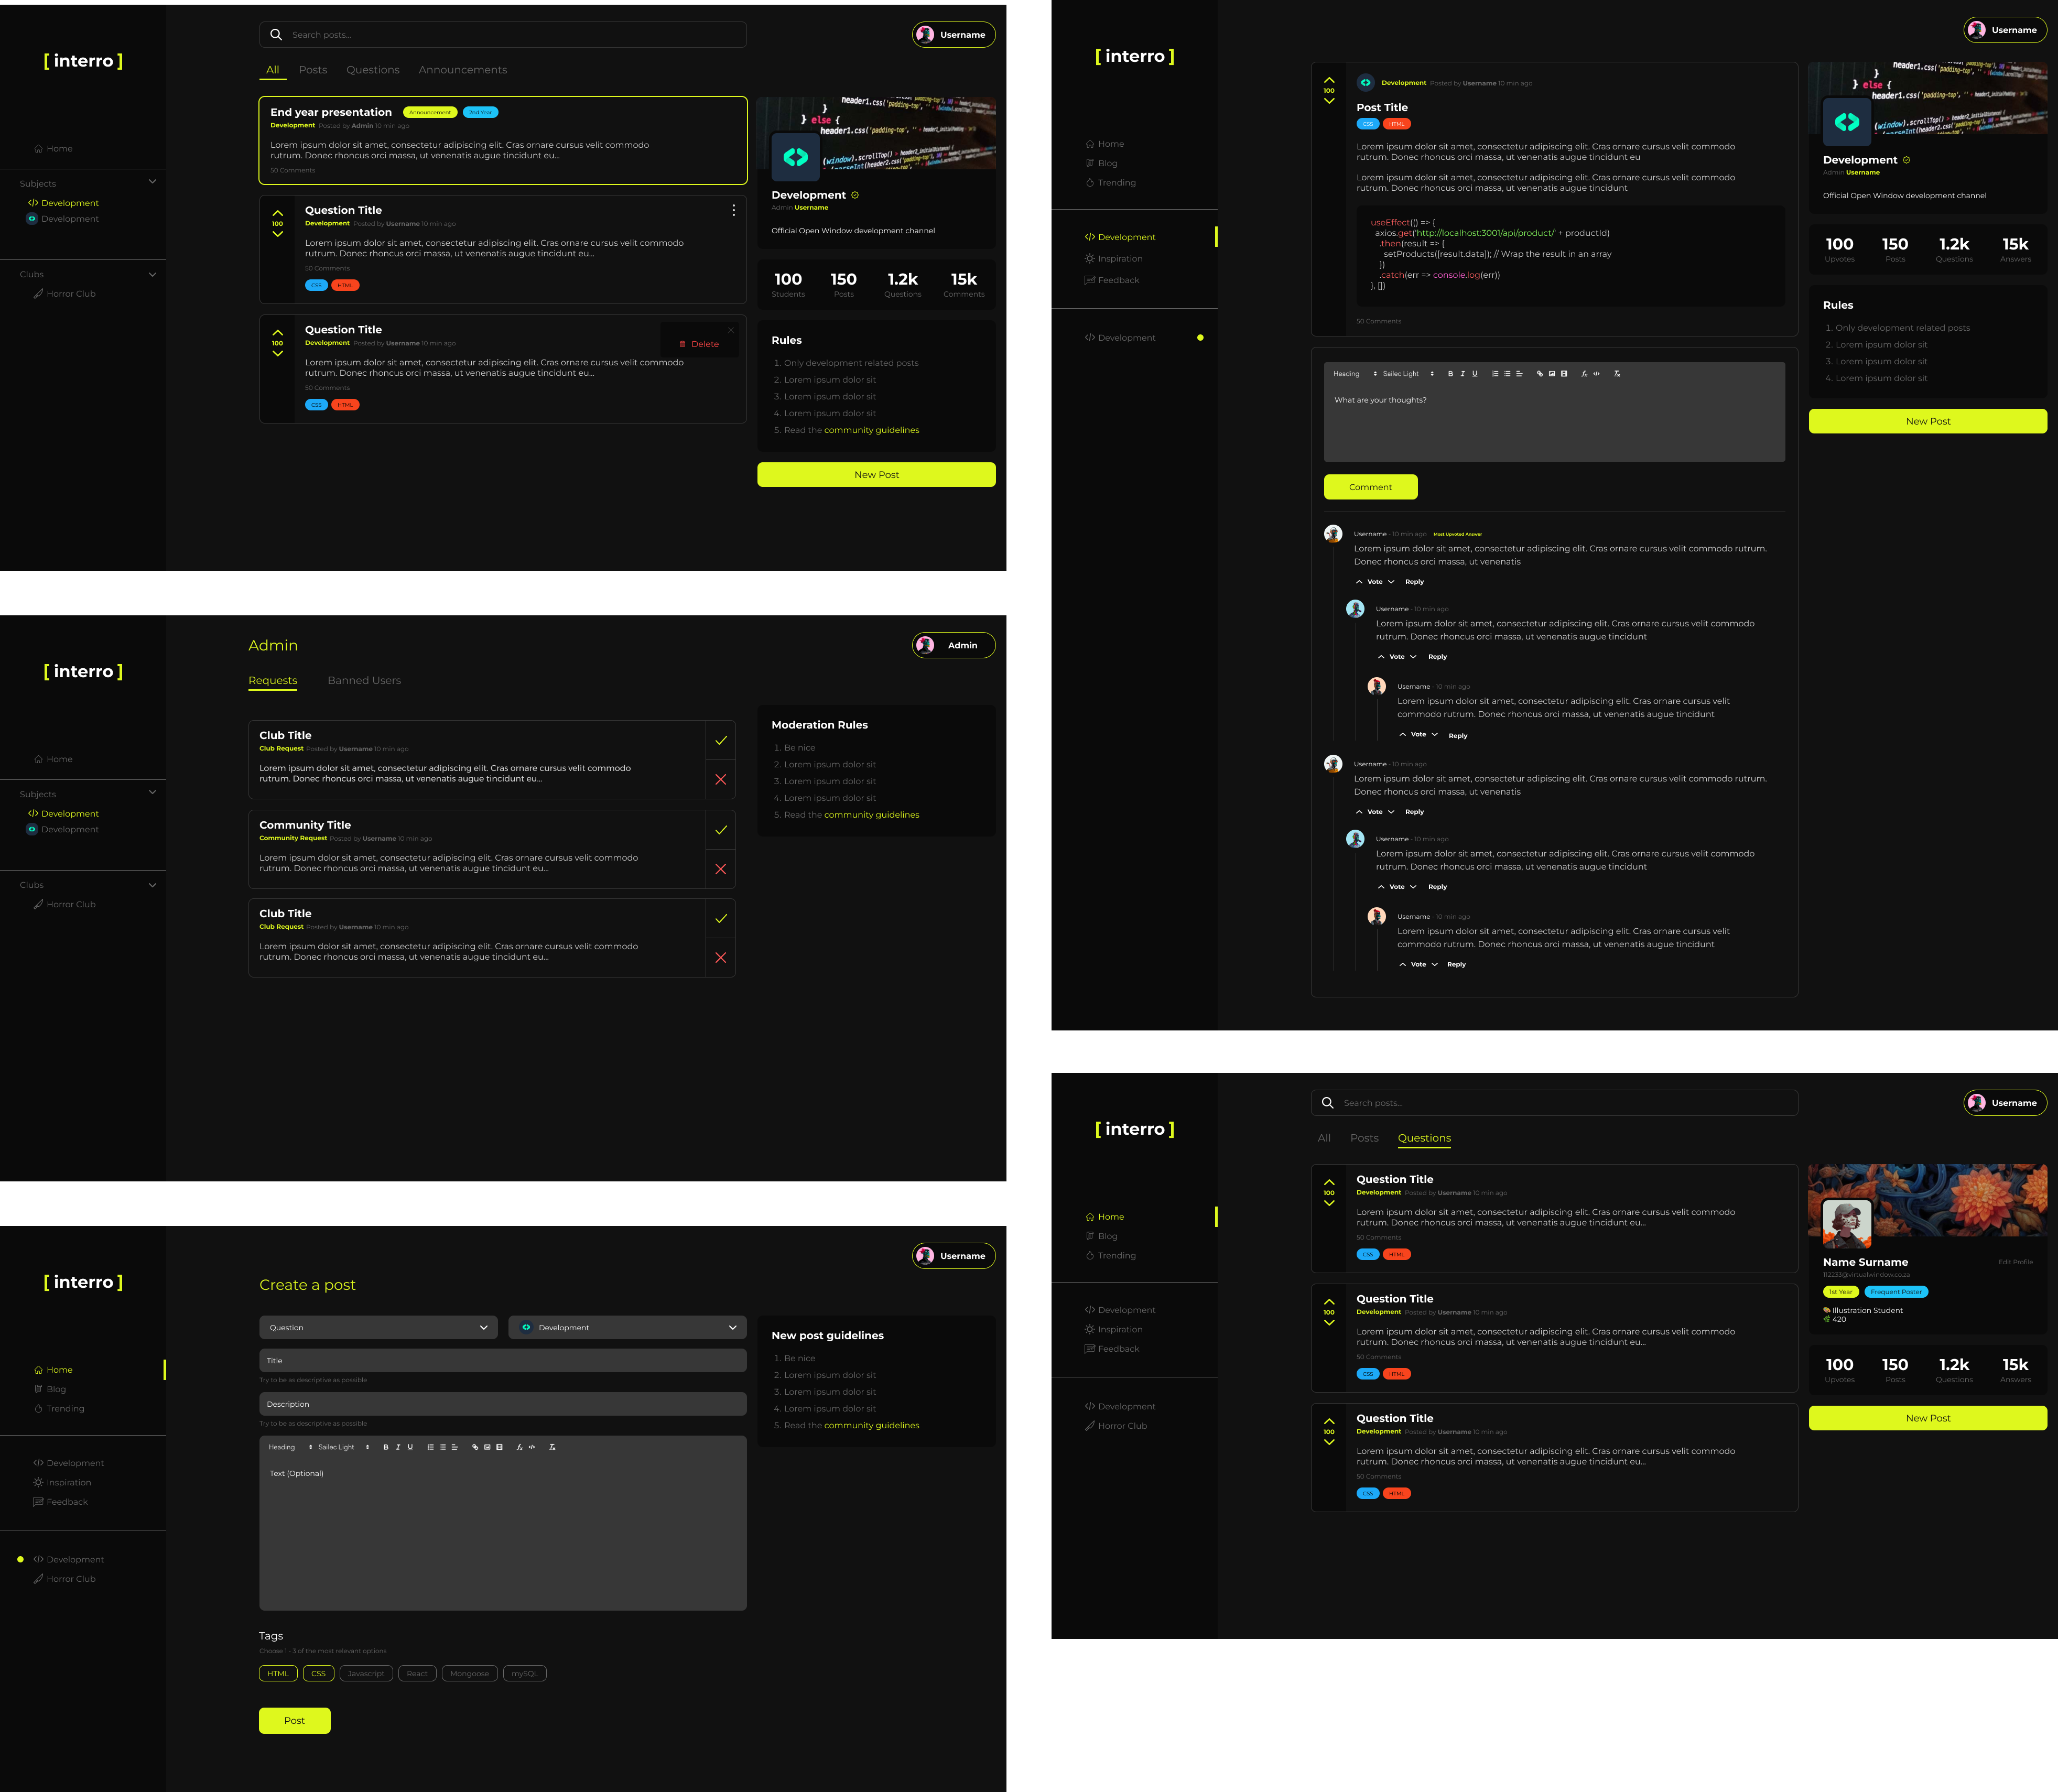 [ interro ]
Home
Subjects
Development
Development
Clubs
Horror Club
Search posts...
Username
All Posts Questions Announcements
End year presentation Announcement 2nd Year
Development Posted by Admin 10 min ago
Lorem ipsum dolor sit amet, consectetur adipiscing elit. Cras ornare cursus velit commodo
rutrum. Donec rhoncus orci massa, ut venenatis augue tincidunt eu...
50 Comments
100
Question Title
Development Posted by Username 10 min ago
Lorem ipsum dolor sit amet, consectetur adipiscing elit. Cras ornare cursus velit commodo
rutrum. Donec rhoncus orci massa, ut venenatis augue tincidunt eu...
50 Comments
CSS HTML
100
Question Title
Development Posted by Username 10 min ago
Delete
Lorem ipsum dolor sit amet, consectetur adipiscing elit. Cras ornare cursus velit commodo
rutrum. Donec rhoncus orci massa, ut venenatis augue tincidunt eu...
50 Comments
CSS HTML
header1.css('padding-top', ''
} else {
header1.css('padding-top', ''
(window).scrollTop() >
Development
Admin Username
Official Open Window development channel
100 150 1.2k 15k
Students Posts Questions Comments
Rules
1. Only development related posts
2. Lorem ipsum dolor sit
3. Lorem ipsum dolor sit
4. Lorem ipsum dolor sit
5. Read the community guidelines
New Post
[ interro ]
Home
Subjects
Development
Development
Clubs
Horror Club
Admin
Admin
Requests Banned Users
Club Title
Club Request Posted by Username 10 min ago
Lorem ipsum dolor sit amet, consectetur adipiscing elit. Cras ornare cursus velit commodo
rutrum. Donec rhoncus orci massa, ut venenatis augue tincidunt eu...
Community Title
Community Request Posted by Username 10 min ago
Lorem ipsum dolor sit amet, consectetur adipiscing elit. Cras ornare cursus velit commodo
rutrum. Donec rhoncus orci massa, ut venenatis augue tincidunt eu...
Club Title
Club Request Posted by Username 10 min ago
Lorem ipsum dolor sit amet, consectetur adipiscing elit. Cras ornare cursus velit commodo
rutrum. Donec rhoncus orci massa, ut venenatis augue tincidunt eu...
Moderation Rules
1. Be nice
2. Lorem ipsum dolor sit
3. Lorem ipsum dolor sit
4. Lorem ipsum dolor sit
5. Read the community guidelines
[ interro ]
Home
Blog
Trending
Development
Inspiration
Feedback
Development
Horror Club
Username
Create a post
Question
Development
Title
Try to be as descriptive as possible
Description
Try to be as descriptive as possible
Heading Sailec Light B I U
Text (Optional)
Tags
Choose 1 - 3 of the most relevant options
HTML CSS Javascript React Mongoose mySQL
Post
New post guidelines
1. Be nice
2. Lorem ipsum dolor sit
3. Lorem ipsum dolor sit
4. Lorem ipsum dolor sit
5. Read the community guidelines
[ interro ]
Home
Blog
Trending
Development
Inspiration
Feedback
Development
Username
100
Development Posted by Username 10 min ago
Post Title
CSS HTML
Lorem ipsum dolor sit amet, consectetur adipiscing elit. Cras ornare cursus velit commodo
rutrum. Donec rhoncus orci massa, ut venenatis augue tincidunt eu
Lorem ipsum dolor sit amet, consectetur adipiscing elit. Cras ornare cursus velit commodo
rutrum. Donec rhoncus orci massa, ut venenatis augue tincidunt
useEffect(() => {
axios.get('http://localhost:3001/api/product/' + productId)
.then(result => {
setProducts([result.data]); // Wrap the result in an array
})
.catch(err => console.log(err))
}, [])
50 Comments
Heading Sailec Light B I U
What are your thoughts?
Comment
Username - 10 min ago Most Upvoted Answer
Lorem ipsum dolor sit amet, consectetur adipiscing elit. Cras ornare cursus velit commodo rutrum.
Donec rhoncus orci massa, ut venenatis
Vote Reply
Username - 10 min ago
Lorem ipsum dolor sit amet, consectetur adipiscing elit. Cras ornare cursus velit commodo
rutrum. Donec rhoncus orci massa, ut venenatis augue tincidunt
Vote Reply
Username - 10 min ago
Lorem ipsum dolor sit amet, consectetur adipiscing elit. Cras ornare cursus velit
commodo rutrum. Donec rhoncus orci massa, ut venenatis augue tincidunt
Vote Reply
Username - 10 min ago
Lorem ipsum dolor sit amet, consectetur adipiscing elit. Cras ornare cursus velit commodo rutrum.
Donec rhoncus orci massa, ut venenatis
Vote Reply
Username - 10 min ago
Lorem ipsum dolor sit amet, consectetur adipiscing elit. Cras ornare cursus velit commodo
rutrum. Donec rhoncus orci massa, ut venenatis augue tincidunt
Vote Reply
Username - 10 min ago
Lorem ipsum dolor sit amet, consectetur adipiscing elit. Cras ornare cursus velit
commodo rutrum. Donec rhoncus orci massa, ut venenatis augue tincidunt
Vote Reply
header1.css('padding-top', ''
} else {
header1.css('padding-top', ''
(window).scrollTop() >
Development
Admin Username
Official Open Window development channel
100 150 1.2k 15k
Upvotes Posts Questions Answers
Rules
1. Only development related posts
2. Lorem ipsum dolor sit
3. Lorem ipsum dolor sit
4. Lorem ipsum dolor sit
New Post
[ interro ]
Home
Blog
Trending
Development
Inspiration
Feedback
Development
Horror Club
Search posts...
Username
All Posts Questions
100
Question Title
Development Posted by Username 10 min ago
Lorem ipsum dolor sit amet, consectetur adipiscing elit. Cras ornare cursus velit commodo
rutrum. Donec rhoncus orci massa, ut venenatis augue tincidunt eu...
50 Comments
CSS HTML
100
Question Title
Development Posted by Username 10 min ago
Lorem ipsum dolor sit amet, consectetur adipiscing elit. Cras ornare cursus velit commodo
rutrum. Donec rhoncus orci massa, ut venenatis augue tincidunt eu...
50 Comments
CSS HTML
100
Question Title
Development Posted by Username 10 min ago
Lorem ipsum dolor sit amet, consectetur adipiscing elit. Cras ornare cursus velit commodo
rutrum. Donec rhoncus orci massa, ut venenatis augue tincidunt eu...
50 Comments
CSS HTML
Name Surname Edit Profile
112233@virtualwindow.co.za
1st Year Frequent Poster
Illustration Student
420
100 150 1.2k 15k
Upvotes Posts Questions Answers
New Post